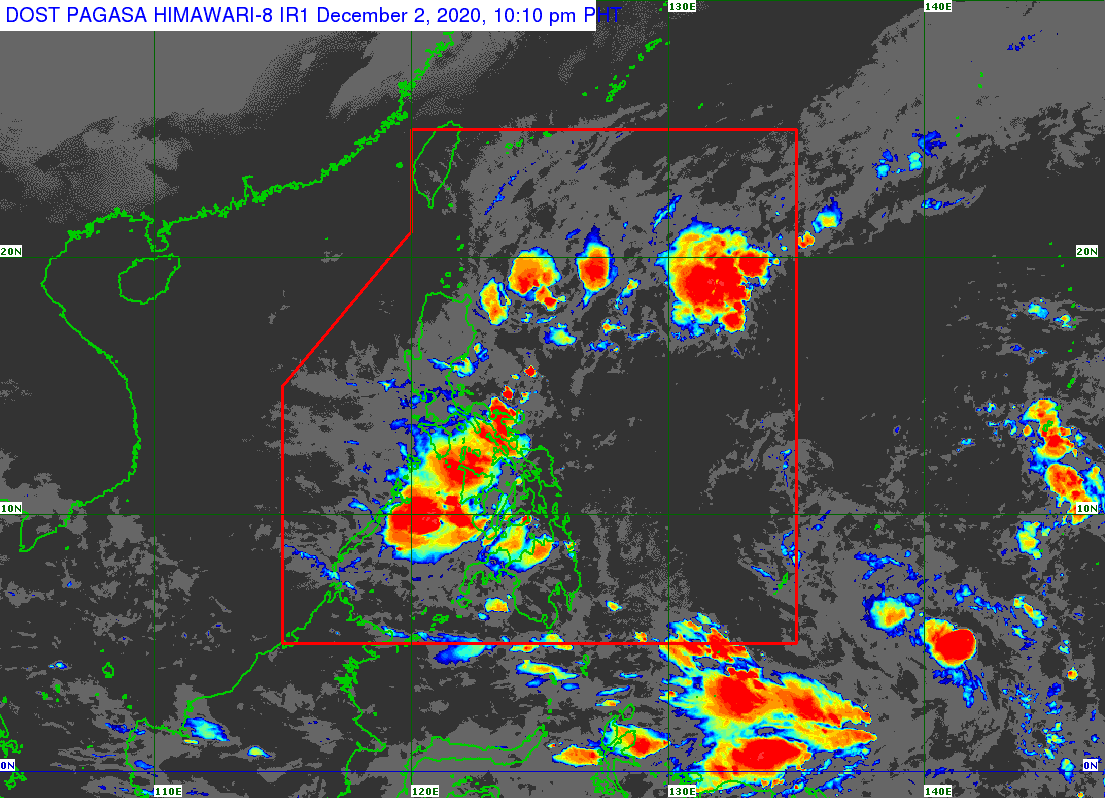 DOST PAGASA HIMAWARI-8 IR1 December 2, 2020, 10:10 pm PHT
130E
140E
20N
20N
10N
10N
0N
0N
110E
120E
130E
140E